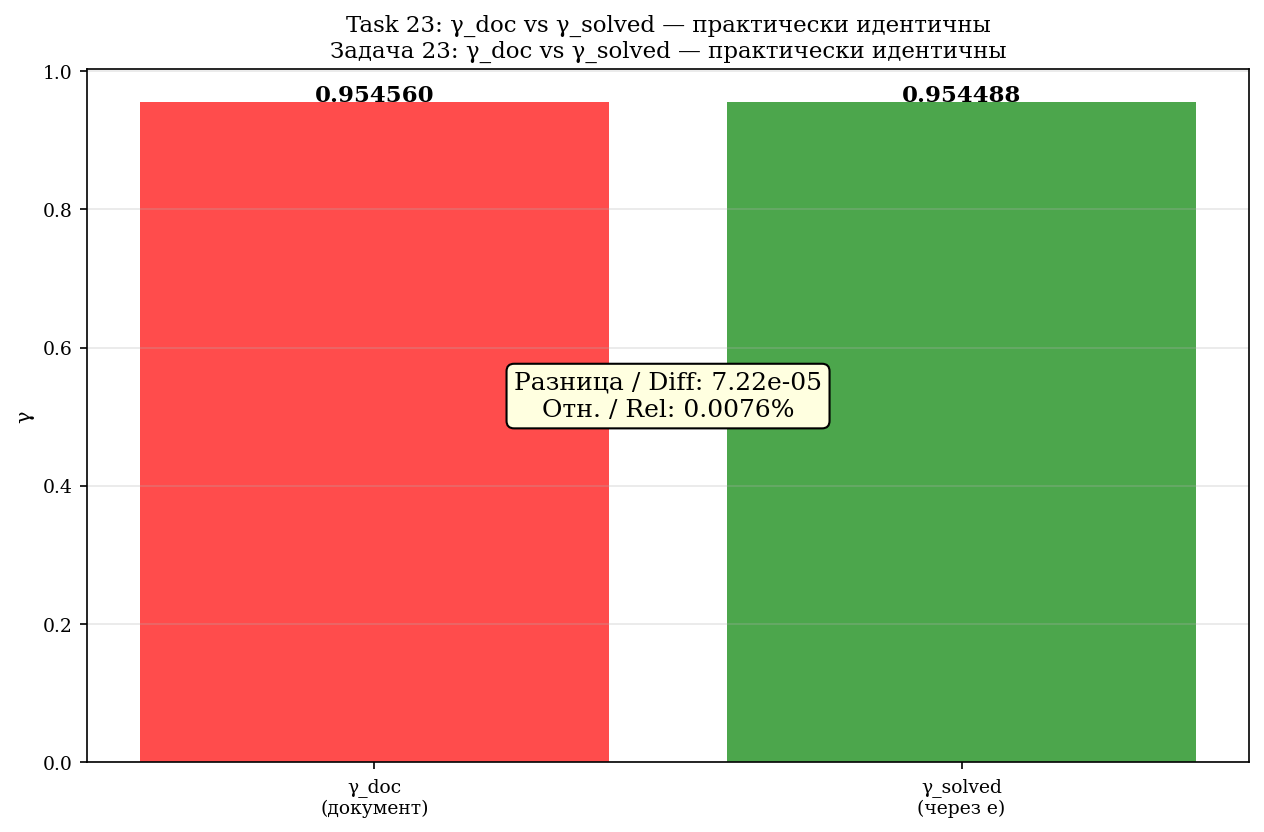 Task 23: γ_doc vs γ_solved — практически идентичны
Задача 23: γ_doc vs γ_solved — практически идентичны
1.0
0.954560
0.954488
0.8
0.6
Разница / Diff: 7.22e-05
Отн. / Rel: 0.0076%
γ
0.4
0.2
0.0
γ_doc
(документ)
γ_solved
(через e)